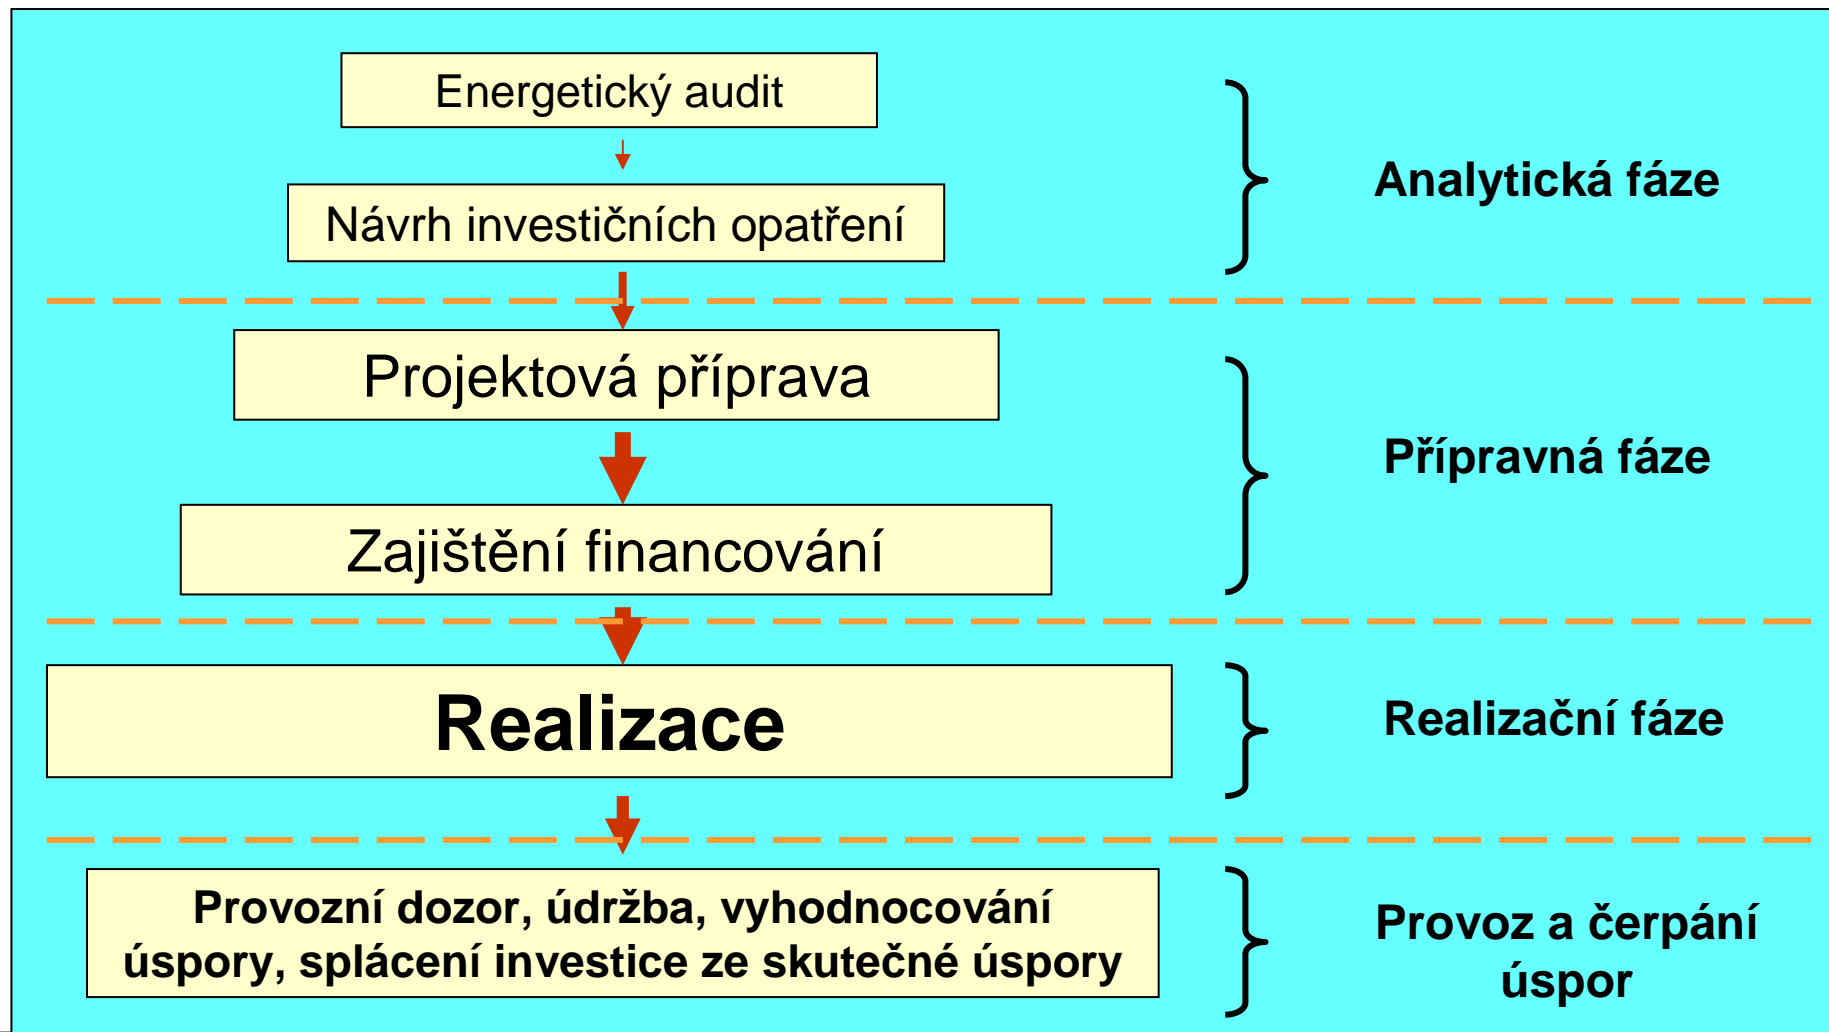 Energetický audit
Návrh investičních opatření
Analytická fáze
Projektová příprava
Zajištění financování
Přípravná fáze
Realizace
Realizační fáze
Provozní dozor, údržba, vyhodnocování
úspory, splácení investice ze skutečné úspory
Provoz a čerpání
úspor